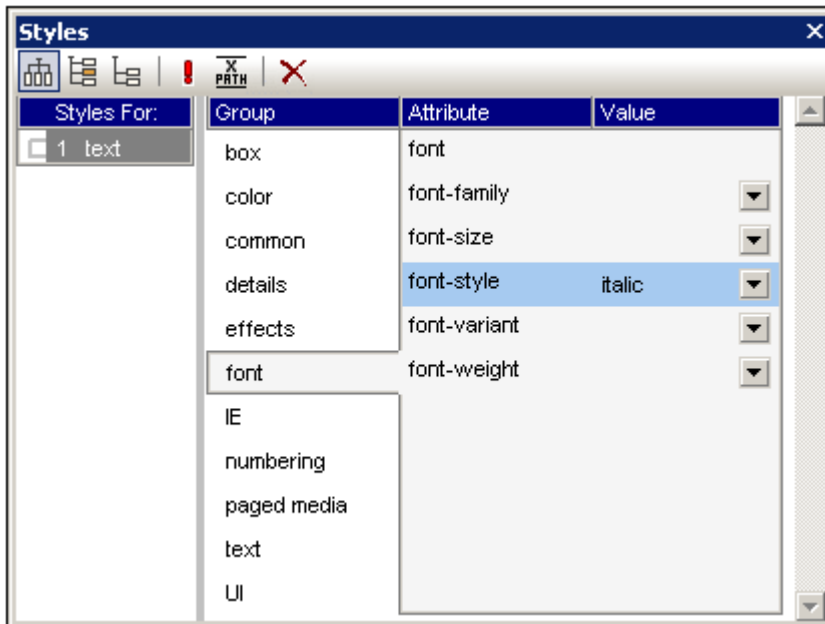 Styles
X PATH
Styles For: Group Attribute Value
1 text
box font
color font-family
common font-size
details font-style italic
effects font-variant
font font-weight
IE
numbering
paged media
text
UI